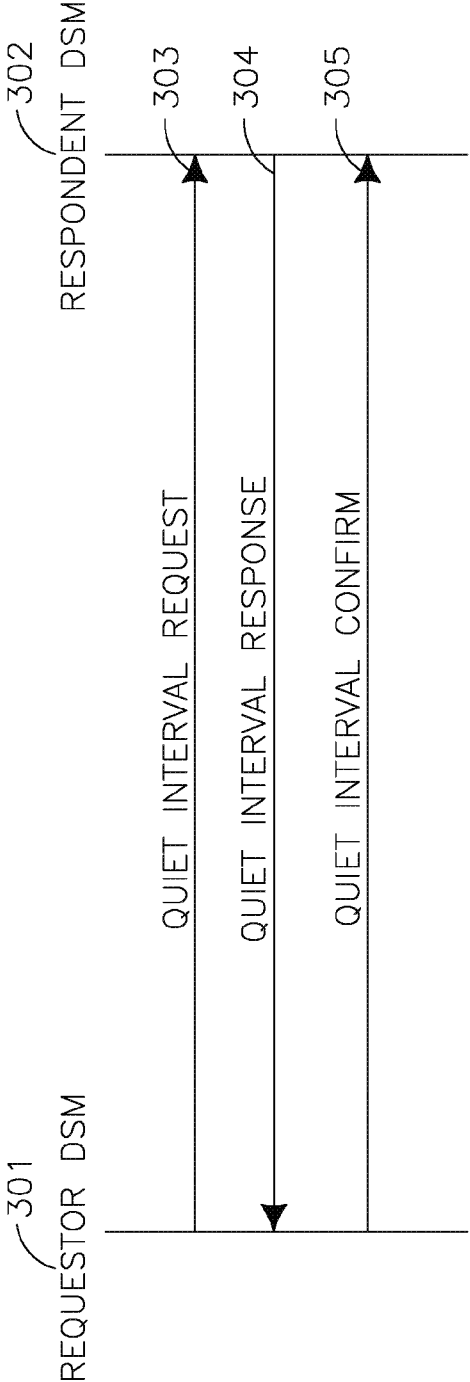 301
REQUESTOR DSM
302
RESPONDENT DSM
QUIET INTERVAL REQUEST
303
QUIET INTERVAL RESPONSE
304
QUIET INTERVAL CONFIRM
305